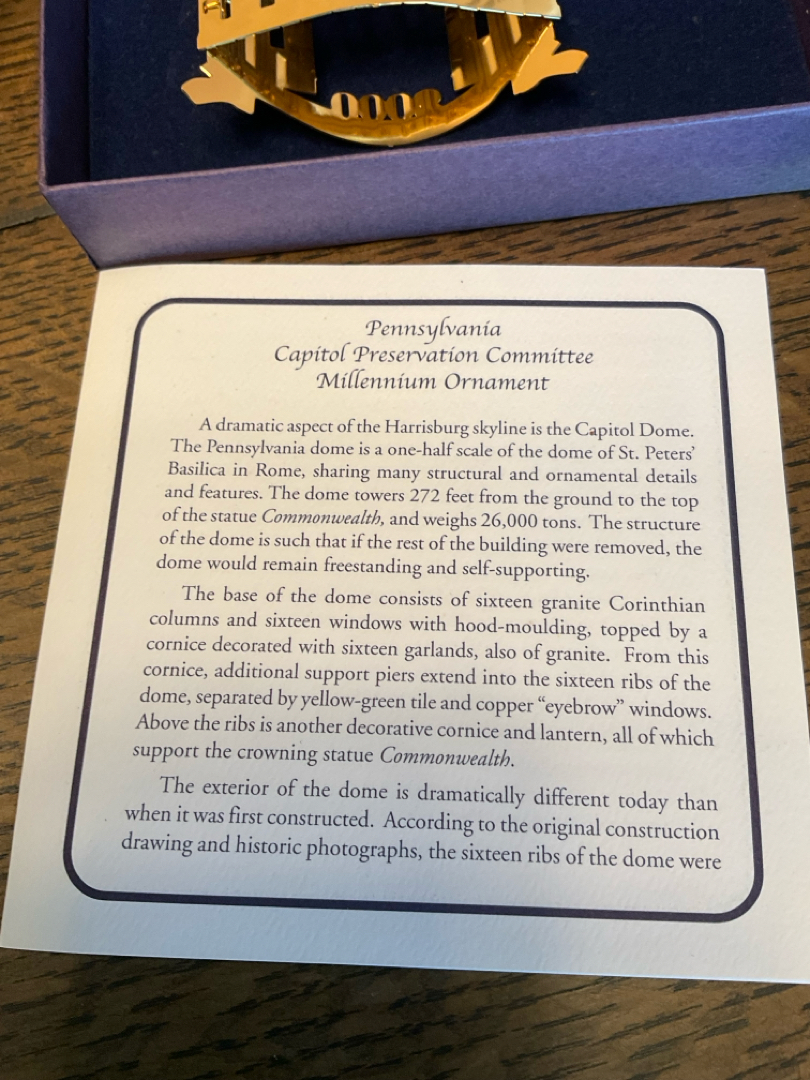 2000
Pennsylvania
Capitol Preservation Committee
Millennium Ornament
A dramatic aspect of the Harrisburg skyline is the Capitol Dome.
The Pennsylvania dome is a one-half scale of the dome of St. Peters’
Basilica in Rome, sharing many structural and ornamental details
and features. The dome towers 272 feet from the ground to the top
of the statue Commonwealth, and weighs 26,000 tons. The structure
of the dome is such that if the rest of the building were removed, the
dome would remain freestanding and self-supporting.
The base of the dome consists of sixteen granite Corinthian
columns and sixteen windows with hood-moulding, topped by a
cornice decorated with sixteen garlands, also of granite. From this
cornice, additional support piers extend into the sixteen ribs of the
dome, separated by yellow-green tile and copper “eyebrow” windows.
Above the ribs is another decorative cornice and lantern, all of which
support the crowning statue Commonwealth.
The exterior of the dome is dramatically different today than
when it was first constructed. According to the original construction
drawing and historic photographs, the sixteen ribs of the dome were